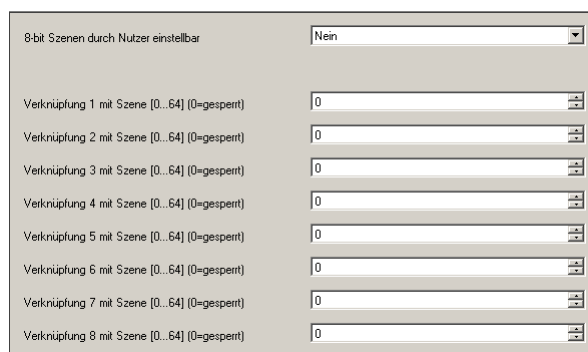 8-bit Szenen durch Nutzer einstellbar Nein
Verknüpfung 1 mit Szene [0...64] (0=gesperrt) 0
Verknüpfung 2 mit Szene [0...64] (0=gesperrt) 0
Verknüpfung 3 mit Szene [0...64] (0=gesperrt) 0
Verknüpfung 4 mit Szene [0...64] (0=gesperrt) 0
Verknüpfung 5 mit Szene [0...64] (0=gesperrt) 0
Verknüpfung 6 mit Szene [0...64] (0=gesperrt) 0
Verknüpfung 7 mit Szene [0...64] (0=gesperrt) 0
Verknüpfung 8 mit Szene [0...64] (0=gesperrt) 0